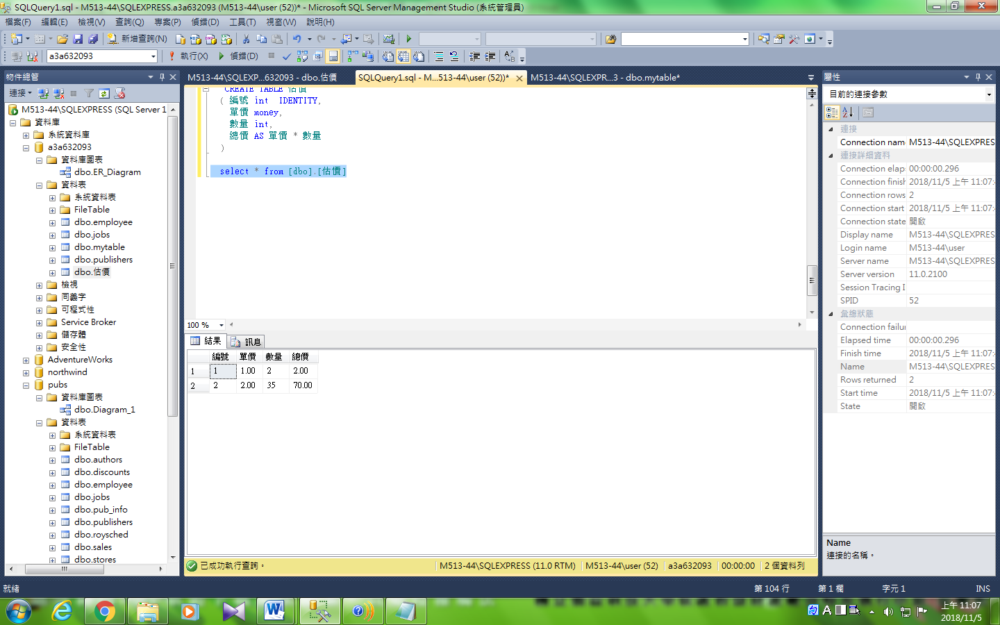 SQLQuery1.sql - M513-44\SQLEXPRESS.a3a632093 (M513-44\user (52))* - Microsoft SQL Server Management Studio (系統管理員)
檔案(F) 編輯(E) 檢視(V) 查詢(Q) 專案(P) 偵錯(D) 工具(T) 視窗(W) 說明(H)
新增查詢(N)
a3a632093 執行(X) 偵錯(D)
物件總管
連接
M513-44\SQLEXPRESS (SQL Server 1
資料庫
系統資料庫
a3a632093
資料庫圖表
dbo.ER_Diagram
資料表
系統資料表
FileTable
dbo.employee
dbo.jobs
dbo.mytable
dbo.publishers
dbo.估價
檢視
同義字
可程式性
Service Broker
儲存體
安全性
AdventureWorks
northwind
pubs
資料庫圖表
dbo.Diagram_1
資料表
系統資料表
FileTable
dbo.authors
dbo.discounts
dbo.employee
dbo.jobs
dbo.pub_info
dbo.publishers
dbo.roysched
dbo.sales
dbo.stores
M513-44\SQLEXP...632093 - dbo.估價 SQLQuery1.sql - M...513-44\user (52))* M513-44\SQLEXPR...3 - dbo.mytable*
CREATE TABLE 估價
( 編號 int IDENTITY,
單價 money,
數量 int,
總價 AS 單價 * 數量
)
select * from [dbo].[估價]
100 %
結果 訊息
編號 單價 數量 總價
1 1 1.00 2 2.00
2 2 2.00 35 70.00
已成功執行查詢。 M513-44\SQLEXPRESS (11.0 RTM) M513-44\user (52) a3a632093 00:00:00 2 個資料列
屬性
目前的連接參數
連接
Connection nam M513-44\SQLEXPRES
連接詳細資料
Connection elap 00:00:00.296
Connection finish 2018/11/5 上午 11:07:
Connection rows 2
Connection start 2018/11/5 上午 11:07:
Connection state 開啟
Display name M513-44\SQLEXPRES
Login name M513-44\user
Server name M513-44\SQLEXPRES
Server version 11.0.2100
Session Tracing I
SPID 52
彙總狀態
Connection failur
Elapsed time 00:00:00.296
Finish time 2018/11/5 上午 11:07:
Name M513-44\SQLEXPRES
Rows returned 2
Start time 2018/11/5 上午 11:07:
State 開啟
Name
連接的名稱。
就緒 第 104 行 第 1 欄 字元 1 INS
A 上午 11:07
2018/11/5